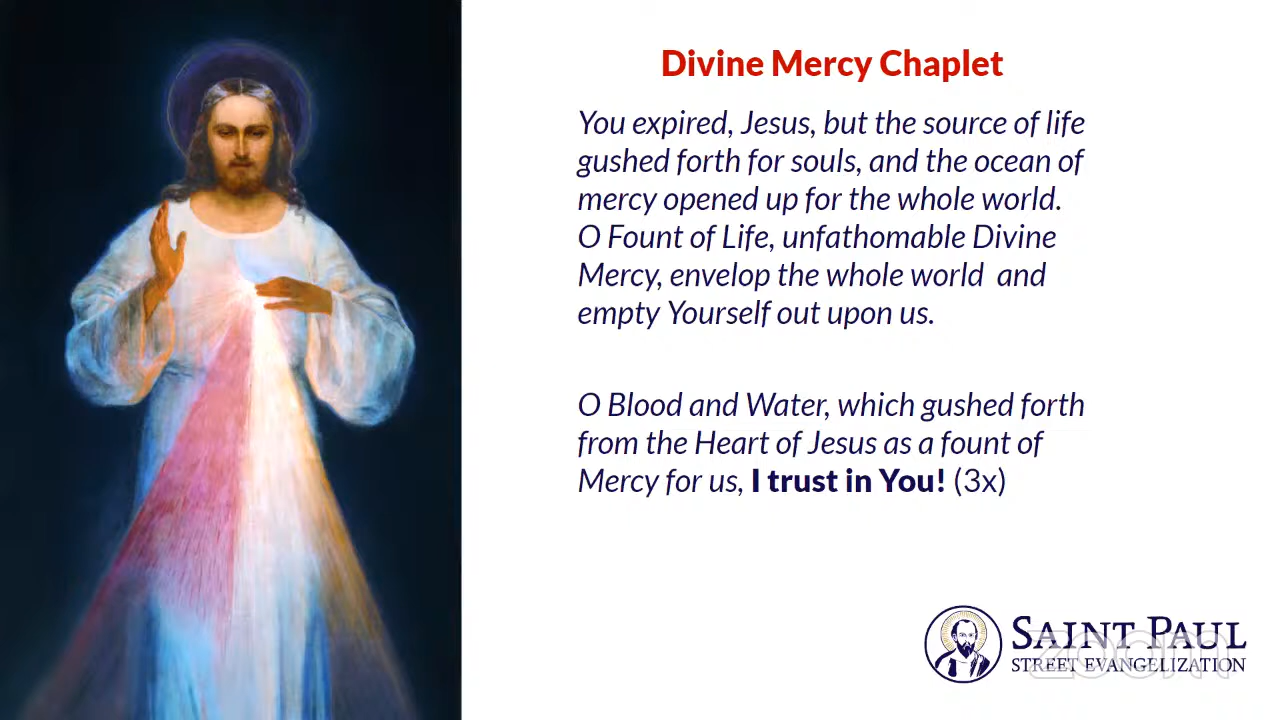 Divine Mercy Chaplet
You expired, Jesus, but the source of life
gushed forth for souls, and the ocean of
mercy opened up for the whole world.
O Fount of Life, unfathomable Divine
Mercy, envelop the whole world  and
empty Yourself out upon us.
O Blood and Water, which gushed forth
from the Heart of Jesus as a fount of
Mercy for us, I trust in You! (3x)
SAINT PAUL
STREET EVANGELIZATION
zoom